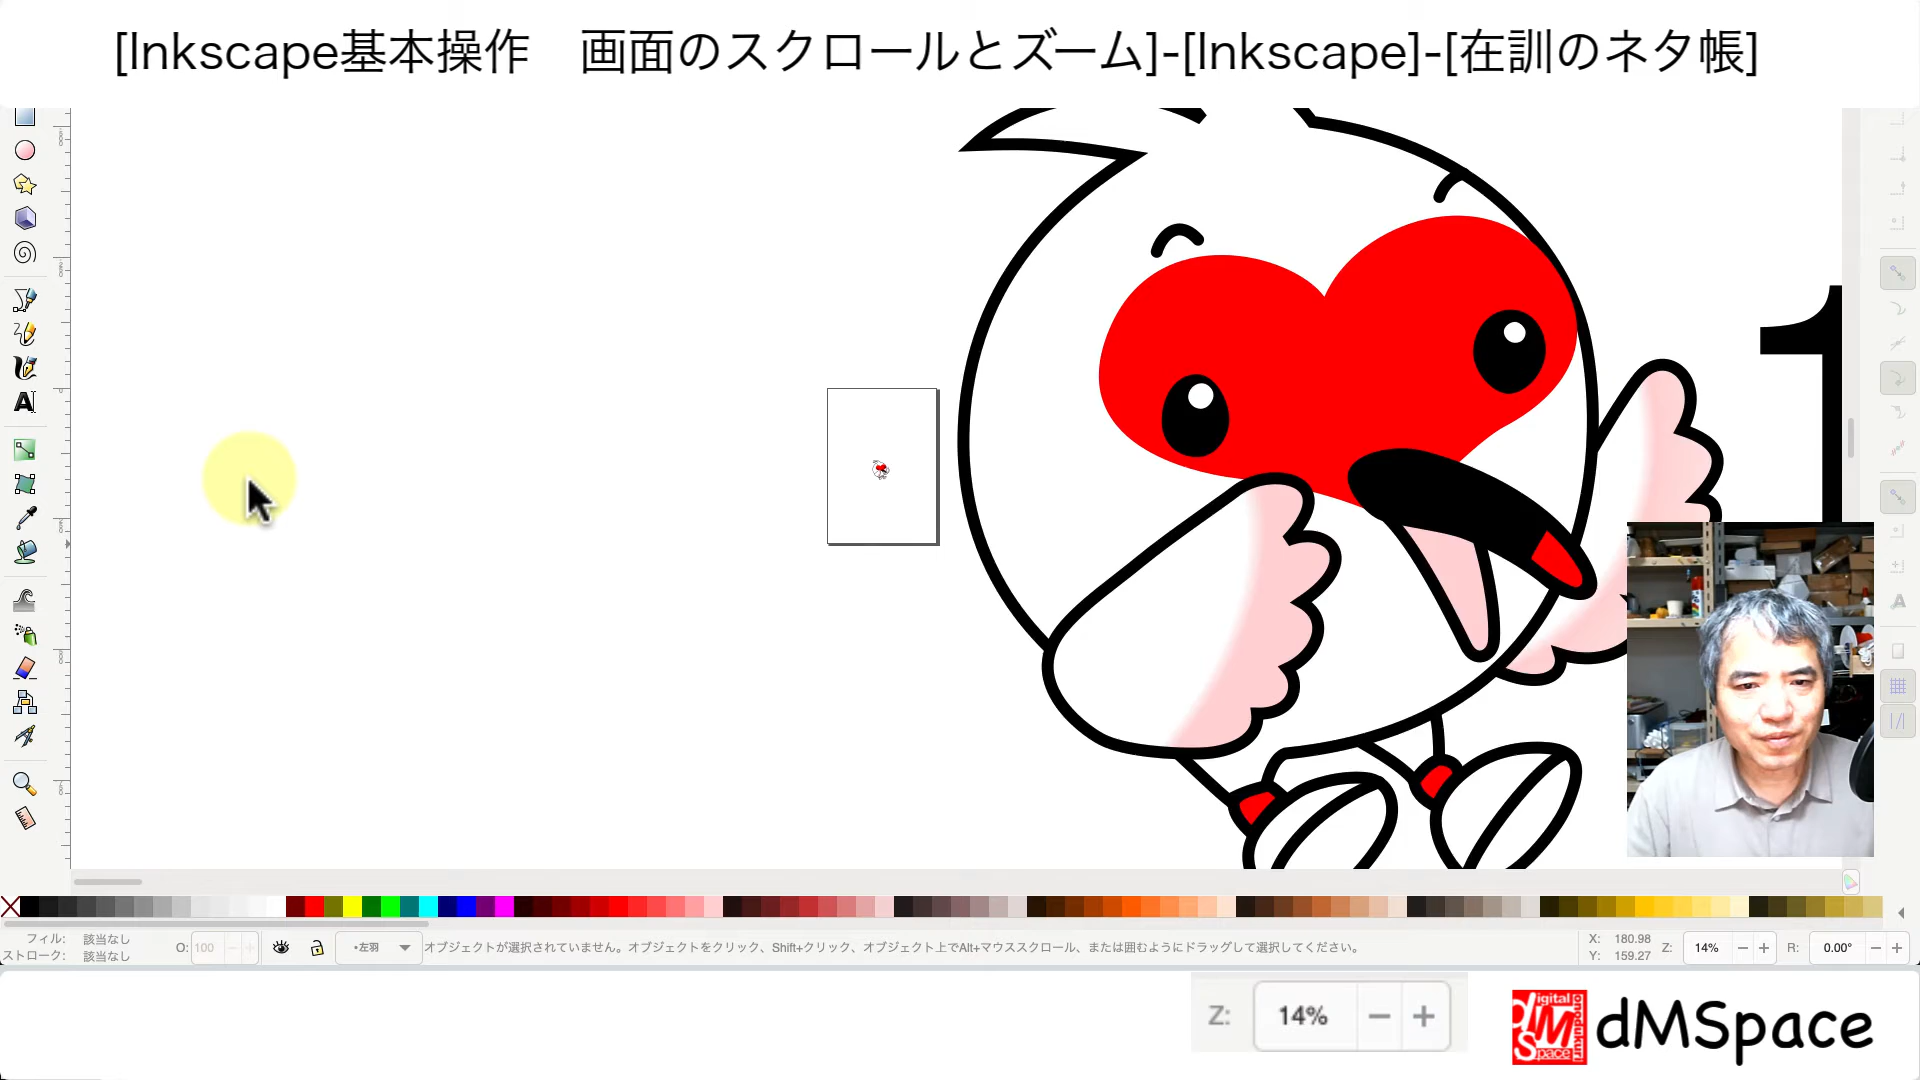 [Inkscape基本操作　画面のスクロールとズーム]-[Inkscape]-[在訓のネタ帳]
1
フィル: 該当なし
ストローク: 該当なし
O: 100
•左羽
オブジェクトが選択されていません。オブジェクトをクリック、Shift+クリック、オブジェクト上でAlt+マウススクロール、または囲むようにドラッグして選択してください。
X: 180.98
Y: 159.27
Z: 14%
R: 0.00°
Z: 14%
dMSpace